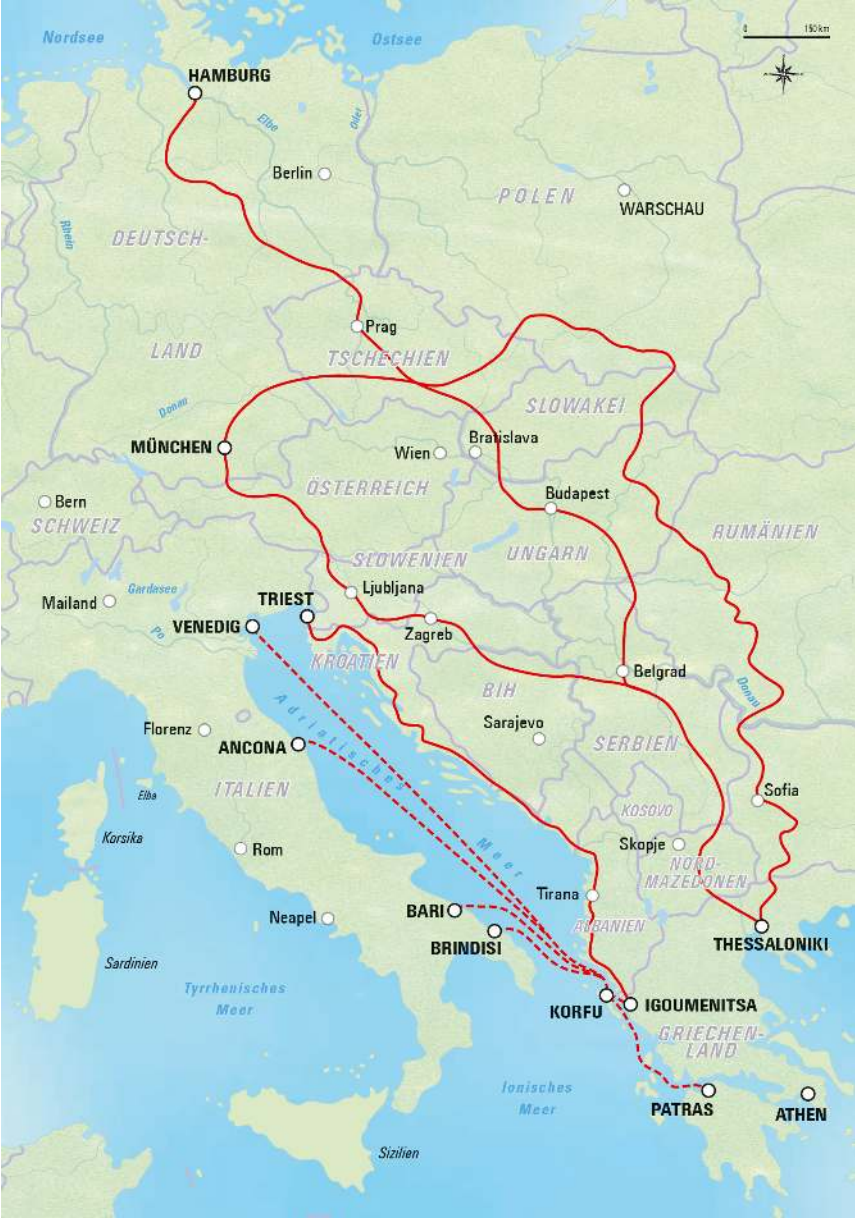 Nordsee
Ostsee
0 150 km
HAMBURG
Elbe
Oder
Berlin
POLEN
WARSCHAU
Rhein
DEUTSCH-
LAND
Prag
TSCHECHIEN
Donau
SLOWAKEI
MÜNCHEN
Wien
Bratislava
ÖSTERREICH
Budapest
Bern
SCHWEIZ
RUMÄNIEN
UNGARN
SLOWENIEN
Gardasee
Ljubljana
Mailand
TRIEST
VENEDIG
Po
Zagreb
KROATIEN
Belgrad
BIH
Donau
Adriatisches
Meer
Sarajevo
Florenz
ANCONA
SERBIEN
ITALIEN
Elba
Sofia
KOSOVO
Korsika
Rom
Skopje
NORD-
MAZEDONEN
Tirana
Neapel
BARI
ALBANIEN
BRINDISI
THESSALONIKI
Sardinien
Tyrrhenisches
Meer
KORFU
IGOUMENITSA
GRIECHEN-
LAND
Ionisches
Meer
PATRAS
ATHEN
Sizilien